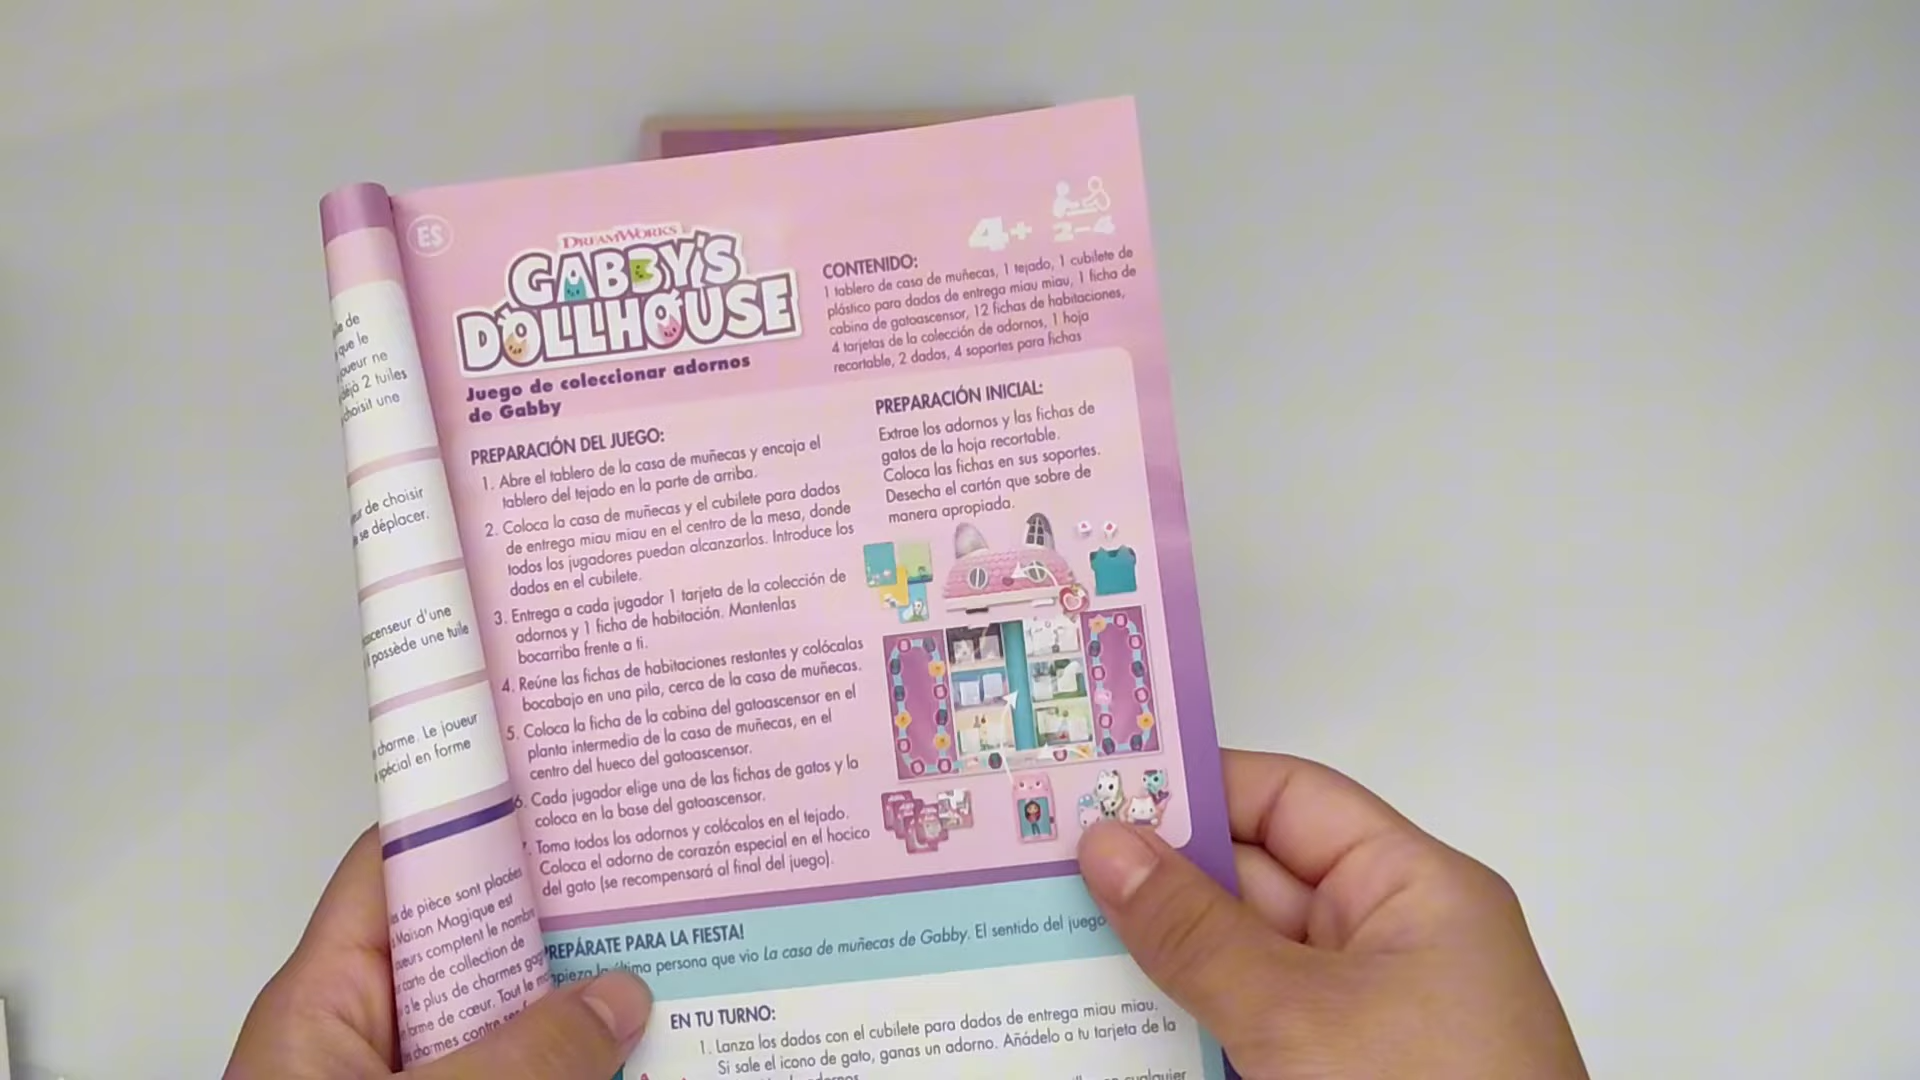 ES
DREAMWORKS
GABBY'S
DOLLHOUSE
Juego de coleccionar adornos
de Gabby
4+
2-4
CONTENIDO:
1 tablero de casa de muñecas, 1 tejado, 1 cubilete de
plástico para dados de entrega miau miau, 1 ficha de
cabina de gatoascensor, 12 fichas de habitaciones,
4 tarjetas de la colección de adornos, 1 hoja
recortable, 2 dados, 4 soportes para fichas
PREPARACIÓN DEL JUEGO:
1. Abre el tablero de la casa de muñecas y encaja el
tablero del tejado en la parte de arriba.
2. Coloca la casa de muñecas y el cubilete para dados
de entrega miau miau en el centro de la mesa, donde
todos los jugadores puedan alcanzarlos. Introduce los
dados en el cubilete.
3. Entrega a cada jugador 1 tarjeta de la colección de
adornos y 1 ficha de habitación. Mantenlas
bocarriba frente a ti.
4. Reúne las fichas de habitaciones restantes y colócalas
bocabajo en una pila, cerca de la casa de muñecas.
5. Coloca la ficha de la cabina del gatoascensor en el
planta intermedia de la casa de muñecas, en el
centro del hueco del gatoascensor.
6. Cada jugador elige una de las fichas de gatos y la
coloca en la base del gatoascensor.
Toma todos los adornos y colócalos en el tejado.
Coloca el adorno de corazón especial en el hocico
del gato (se recompensará al final del juego).
PREPARACIÓN INICIAL:
Extrae los adornos y las fichas de
gatos de la hoja recortable.
Coloca las fichas en sus soportes.
Desecha el cartón que sobre de
manera apropiada.
REPÁRATE PARA LA FIESTA!
persona que vio La casa de muñecas de Gabby. El sentido del juego
EN TU TURNO:
1. Lanza los dados con el cubilete para dados de entrega miau miau.
Si sale el icono de gato, ganas un adorno. Añádelo a tu tarjeta de la
de
que le
joueur ne
déjà 2 tuiles
choisit une
de choisir
se déplacer.
d'une
possède une tuile
charme. Le joueur
spécial en forme
de pièce sont placées
Maison Magique est
comptent le nombre
carte de collection de
a le plus de charmes
forme de cœur. Tout le
charmes contre